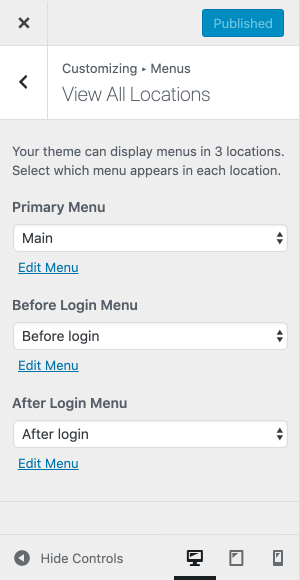 Published
Customizing ▸ Menus
View All Locations
Your theme can display menus in 3 locations.
Select which menu appears in each location.
Primary Menu
Main
Edit Menu
Before Login Menu
Before login
Edit Menu
After Login Menu
After login
Edit Menu
Hide Controls